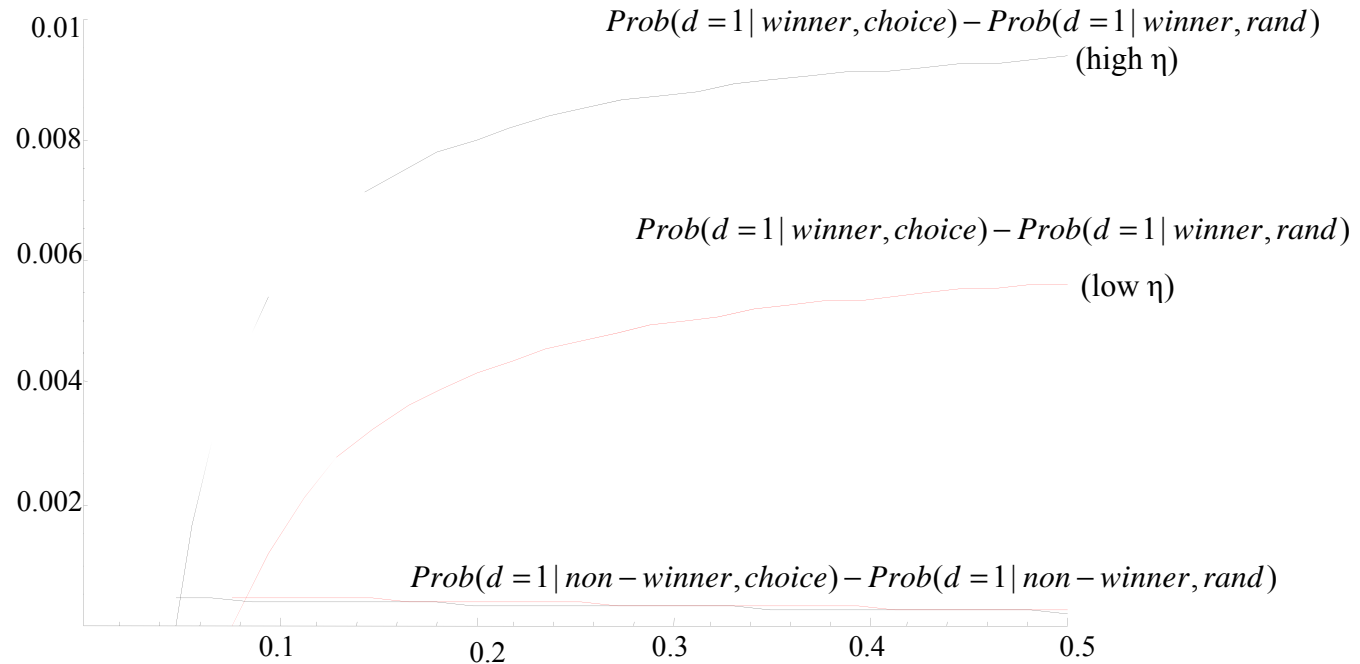 0.01
Prob(d = 1 | winner, choice) − Prob(d = 1 | winner, rand)
(high η)
0.008
Prob(d = 1 | winner, choice) − Prob(d = 1 | winner, rand)
0.006
(low η)
0.004
0.002
Prob(d = 1 | non − winner, choice) − Prob(d = 1 | non − winner, rand)
0.1 0.2 0.3 0.4 0.5